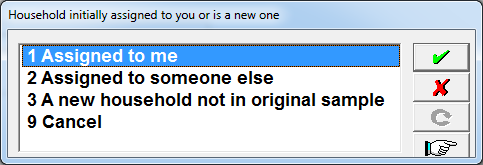 Household initially assigned to you or is a new one
1 Assigned to me
2 Assigned to someone else
3 A new household not in original sample
9 Cancel